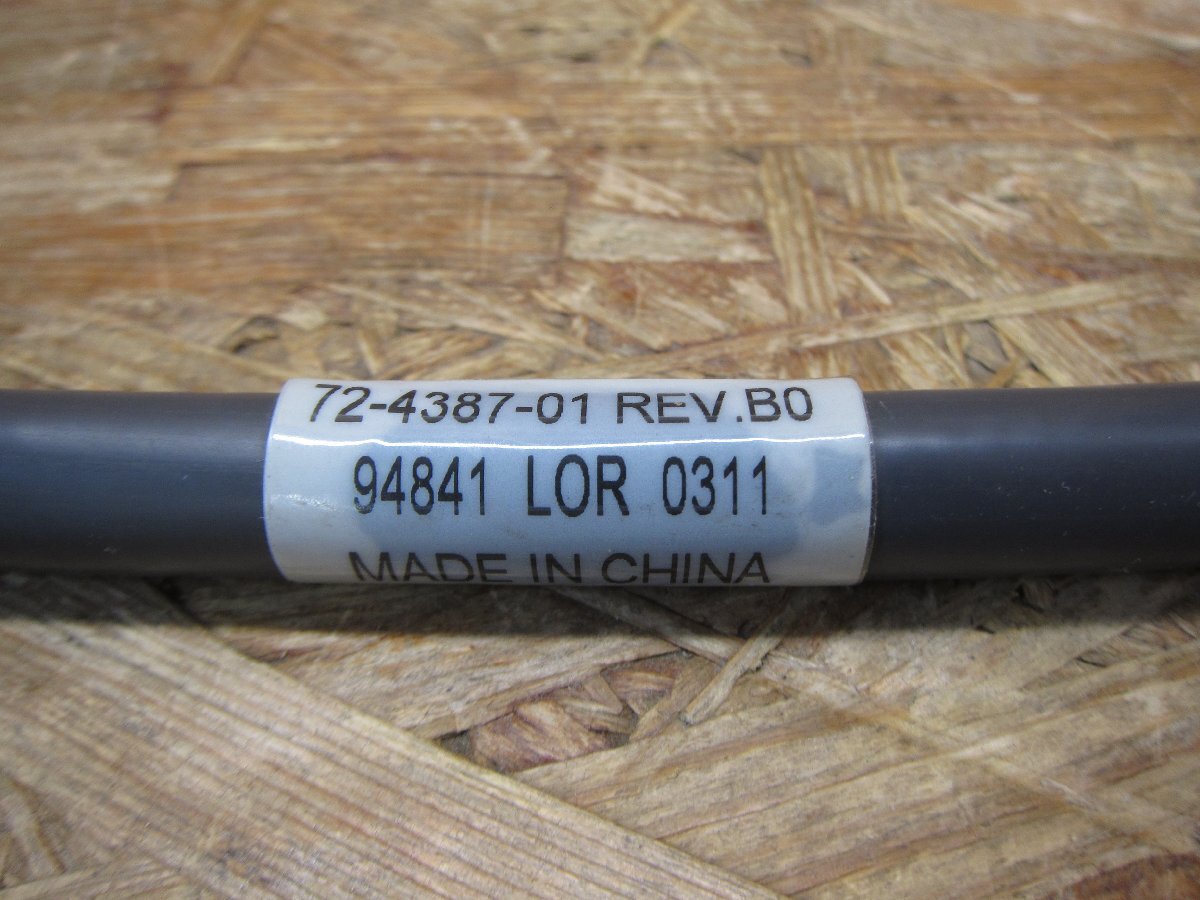 72-4387-01 REV.B0
94841 LOR 0311
MADE IN CHINA